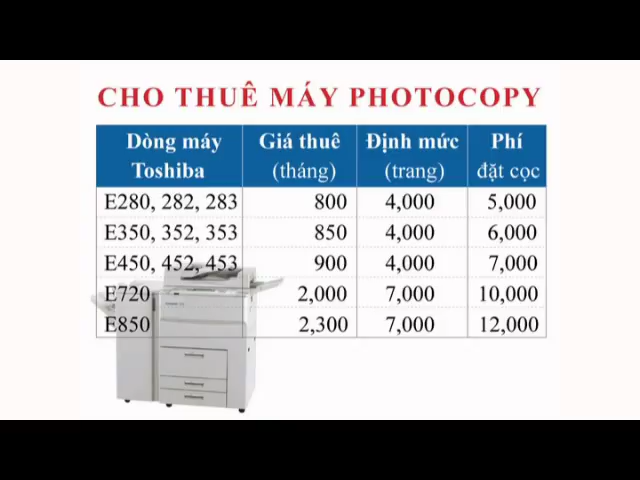 CHO THUÊ MÁY PHOTOCOPY
Dòng máy Toshiba Giá thuê (tháng) Định mức (trang) Phí đặt cọc
E280, 282, 283 800 4,000 5,000
E350, 352, 353 850 4,000 6,000
E450, 452, 453 900 4,000 7,000
E720 2,000 7,000 10,000
E850 2,300 7,000 12,000